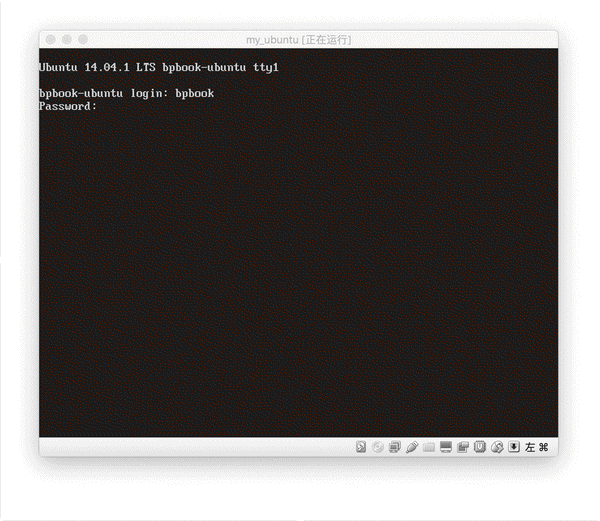 my_ubuntu [正在运行]
Ubuntu 14.04.1 LTS bpbook-ubuntu tty1
bpbook-ubuntu login: bpbook
Password:
左 ⌘